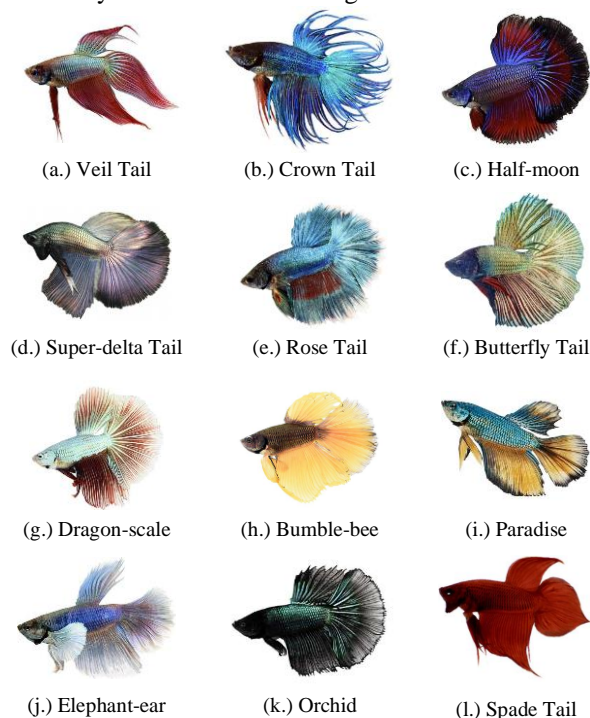 (a.) Veil Tail
(b.) Crown Tail
(c.) Half-moon
(d.) Super-delta Tail
(e.) Rose Tail
(f.) Butterfly Tail
(g.) Dragon-scale
(h.) Bumble-bee
(i.) Paradise
(j.) Elephant-ear
(k.) Orchid
(l.) Spade Tail